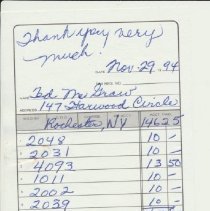 Thank you very
much!
DATE Nov-29, 94
Ed McGraw
147 Harwood Circle
Rochester, NY 14625
2048 10 -
2031 10 -
4093 13 50
1011 10 -
2002 10 -
2039 10 -